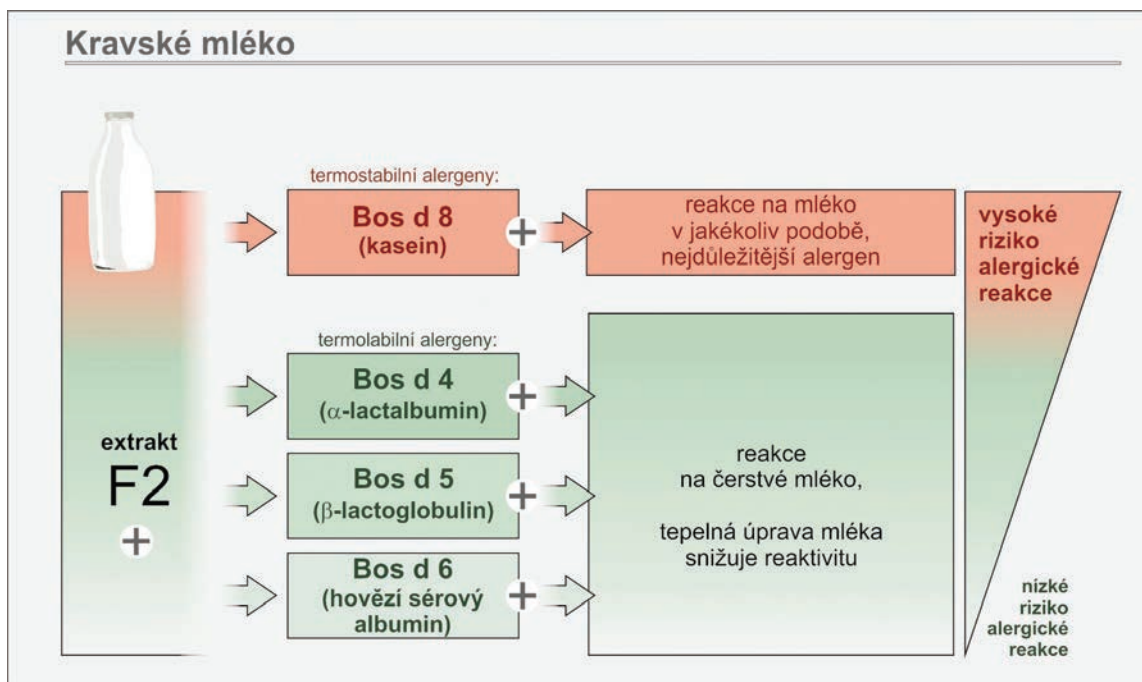 Kravské mléko
termostabilní alergeny:
Bos d 8
(kasein)
+
reakce na mléko
v jakékoliv podobě,
nejdůležitější alergen
vysoké
riziko
alergické
reakce
extrakt
F2
+
termolabilní alergeny:
Bos d 4
(α-lactalbumin)
+
Bos d 5
(β-lactoglobulin)
+
Bos d 6
(hovězí sérový
albumin)
+
reakce
na čerstvé mléko,
tepelná úprava mléka
snižuje reaktivitu
nízké
riziko
alergické
reakce